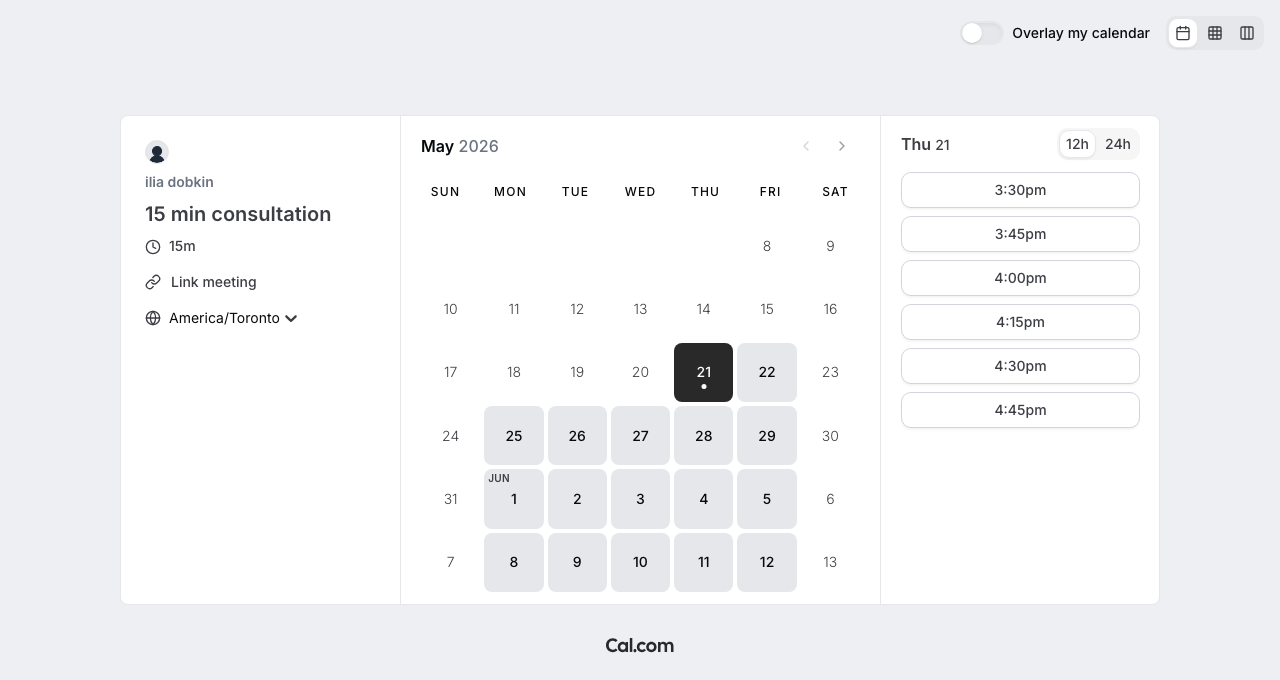 Overlay my calendar
ilia dobkin
15 min consultation
15m
Link meeting
America/Toronto
May 2026
SUN MON TUE WED THU FRI SAT
8 9
10 11 12 13 14 15 16
17 18 19 20 21 22 23
24 25 26 27 28 29 30
JUN
31 1 2 3 4 5 6
7 8 9 10 11 12 13
Thu 21
12h 24h
3:30pm
3:45pm
4:00pm
4:15pm
4:30pm
4:45pm
Cal.com